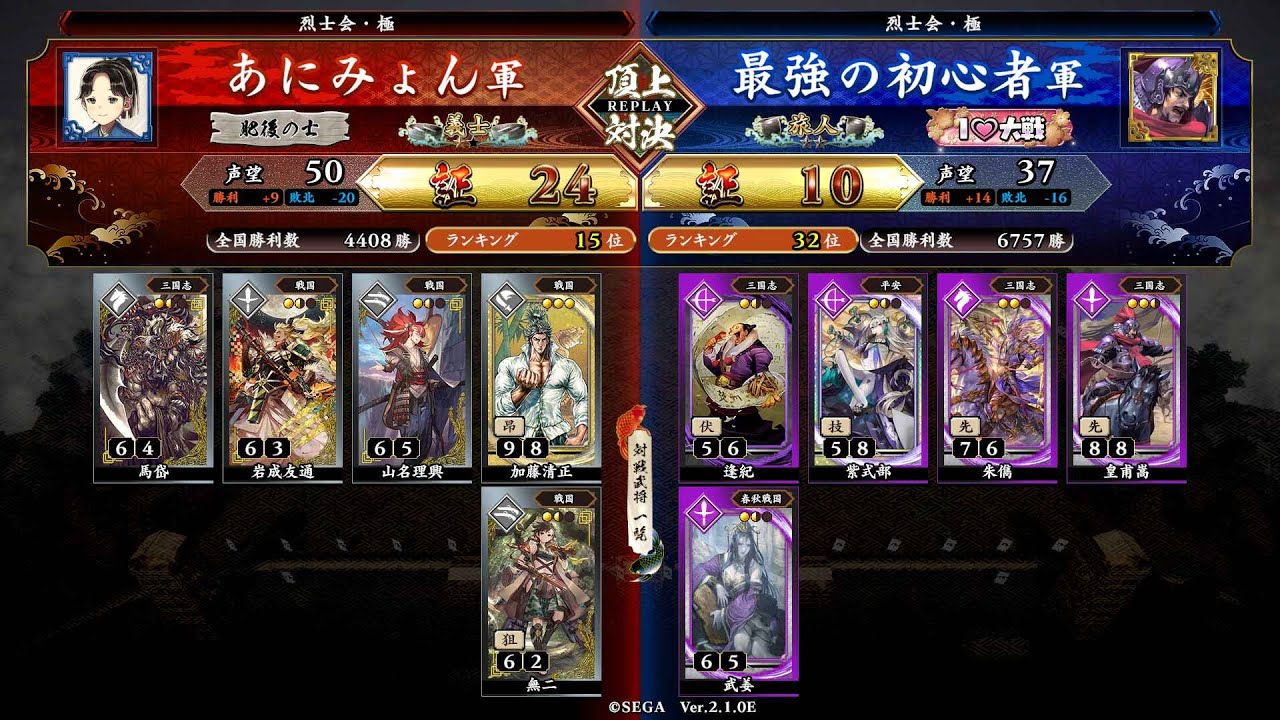 烈士会・極
烈士会・極
あにみょん軍
頂上
REPLAY
対決
最強の初心者軍
肥後の士
義士
旅人
1♡大戦
声望 50
勝利 +9 敗北 -20
証 24
証 10
声望 37
勝利 +14 敗北 -16
全国勝利数 4408勝
ランキング 15位
ランキング 32位
全国勝利数 6757勝
三国志
戦国
戦国
戦国
三国志
平安
三国志
三国志
昂
伏
技
先
先
6 4
6 3
6 5
9 8
5 6
5 8
7 6
8 8
馬岱
岩成友通
山名理興
加藤清正
逢紀
紫式部
朱儁
皇甫嵩
対戦武将一覧
戦国
春秋戦国
狙
6 2
6 5
無二
武姜
©SEGA Ver.2.1.0E